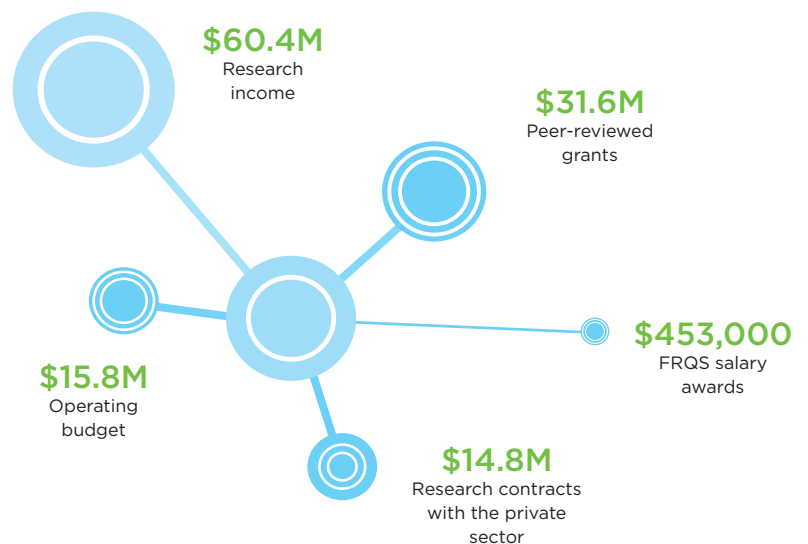 $60.4M
Research
income
$31.6M
Peer-reviewed
grants
$453,000
FRQS salary
awards
$15.8M
Operating
budget
$14.8M
Research contracts
with the private
sector